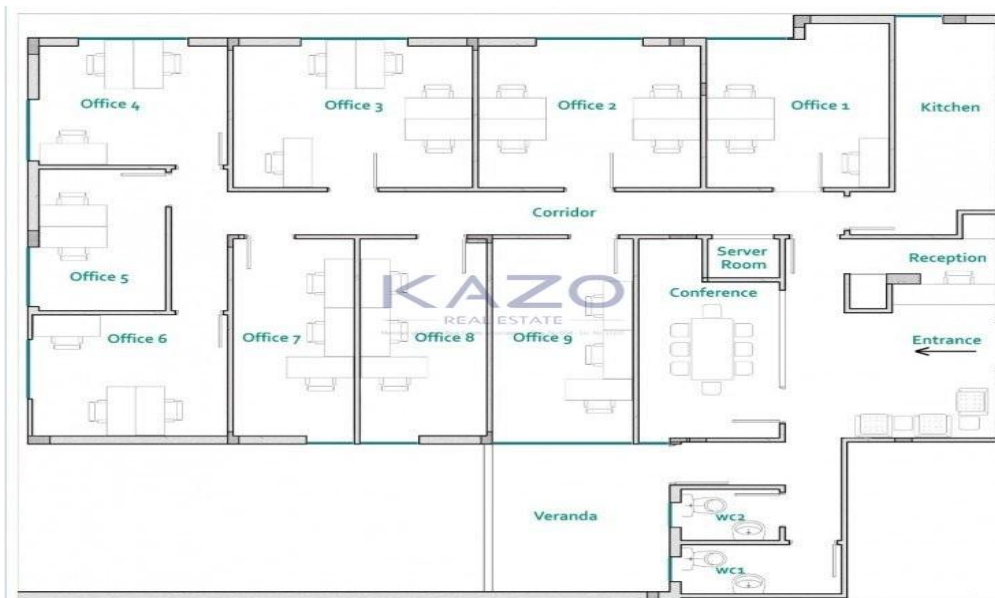 Office 4
Office 3
Office 2
Office 1
Kitchen
Corridor
Office 5
Server
Room
Reception
Conference
KAZO
REAL ESTATE
Office 6
Office 7
Office 8
Office 9
Entrance
Veranda
wc2
wc1